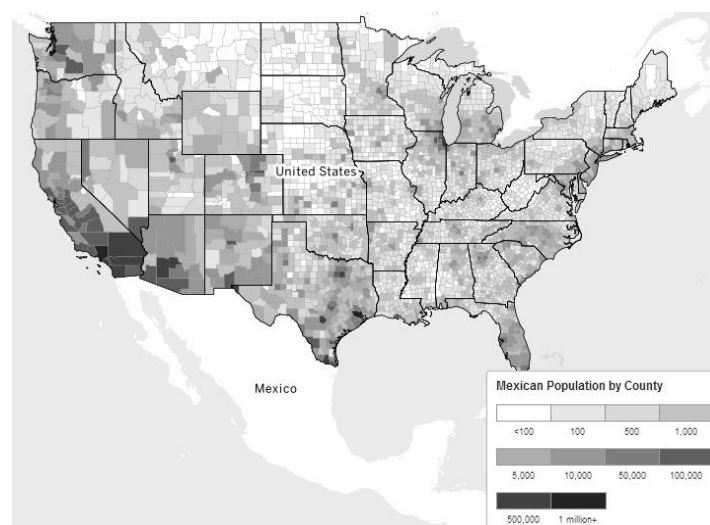 United States
Mexico
Mexican Population by County
<100 100 500 1,000
5,000 10,000 50,000 100,000
500,000 1 million+